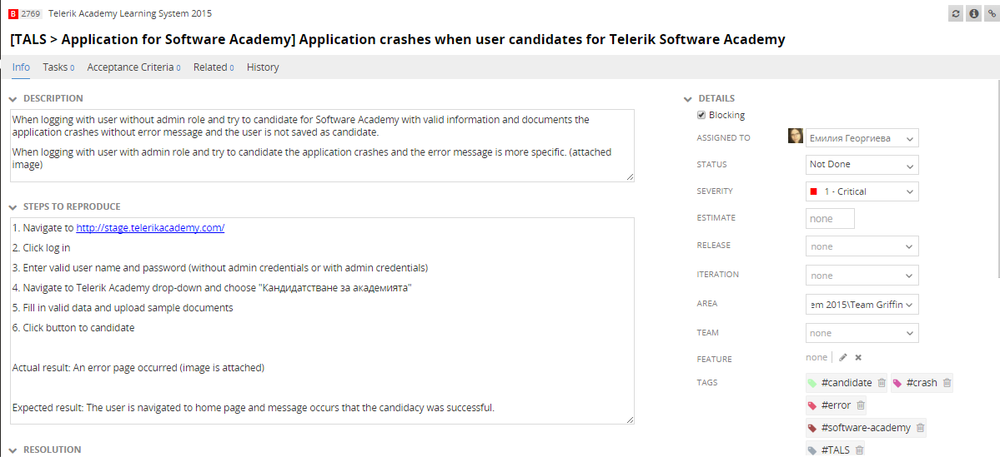 B 2769 Telerik Academy Learning System 2015
[TALS > Application for Software Academy] Application crashes when user candidates for Telerik Software Academy
Info Tasks 0 Acceptance Criteria 0 Related 0 History
DESCRIPTION
When logging with user without admin role and try to candidate for Software Academy with valid information and documents the
application crashes without error message and the user is not saved as candidate.
When logging with user with admin role and try to candidate the application crashes and the error message is more specific. (attached
image)
STEPS TO REPRODUCE
1. Navigate to http://stage.telerikacademy.com/
2. Click log in
3. Enter valid user name and password (without admin credentials or with admin credentials)
4. Navigate to Telerik Academy drop-down and choose "Кандидатстване за академията"
5. Fill in valid data and upload sample documents
6. Click button to candidate
Actual result: An error page occurred (image is attached)
Expected result: The user is navigated to home page and message occurs that the candidacy was successful.
RESOLUTION
DETAILS
Blocking
ASSIGNED TO Емилия Георгиева
STATUS Not Done
SEVERITY 1 - Critical
ESTIMATE none
RELEASE none
ITERATION none
AREA em 2015\Team Griffin
TEAM none
FEATURE none
TAGS #candidate #crash
#error
#software-academy
#TALS